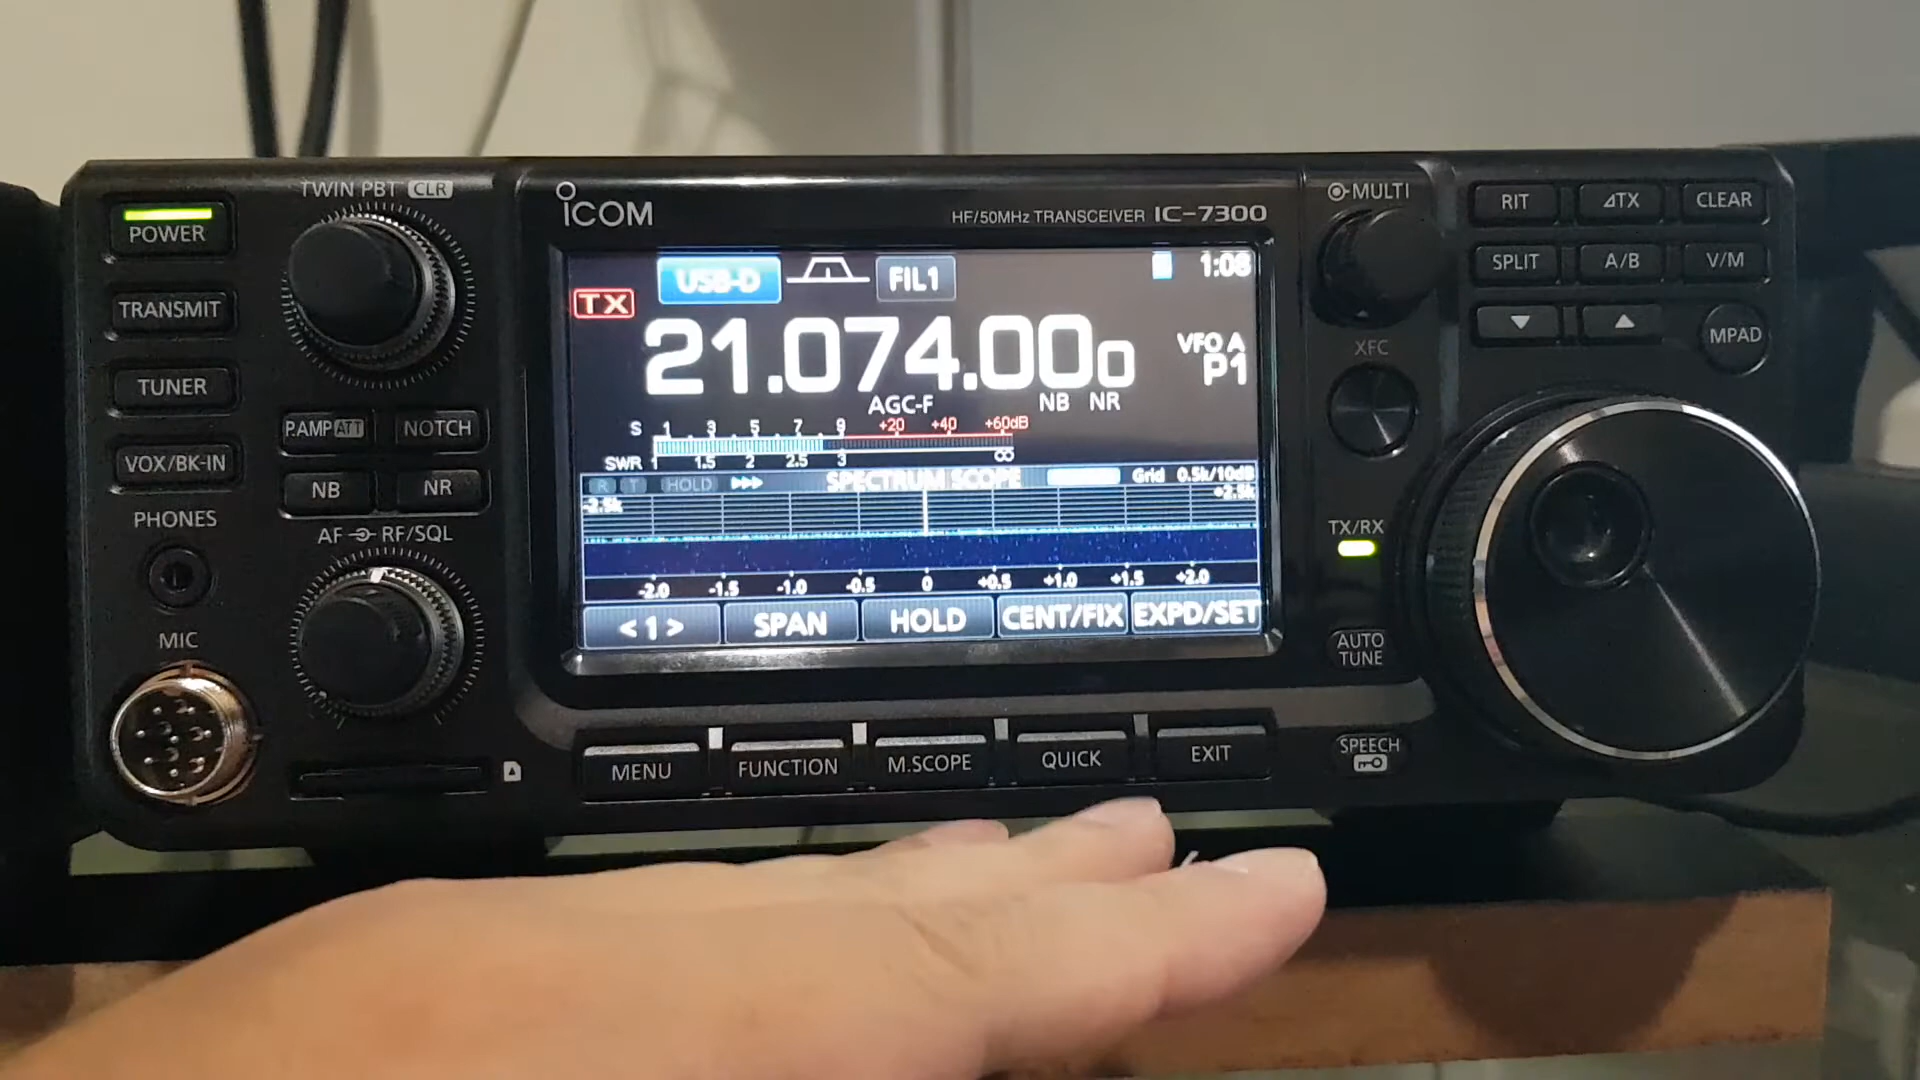 TWIN PBT CLR
POWER
TRANSMIT
TUNER
VOX/BK-IN
P.AMP ATT
NOTCH
NB
NR
PHONES
AF RF/SQL
MIC
ICOM
HF/50MHz TRANSCEIVER IC-7300
USB-D
FIL1
1:06
TX
21.074.000
VFO A
P1
AGC-F
NB NR
S 1 3 5 7 9 +20 +40 +60dB
SWR 1 1.5 2 2.5 3 ∞
R T HOLD SPECTRUM SCOPE Grid 0.5k/10dB
-2.5k +2.5k
-2.0 -1.5 -1.0 -0.5 0 +0.5 +1.0 +1.5 +2.0
<1> SPAN HOLD CENT/FIX EXPD/SET
MENU FUNCTION M.SCOPE QUICK EXIT
MULTI
RIT ⊿TX CLEAR
SPLIT A/B V/M
MPAD
XFC
TX/RX
AUTO
TUNE
SPEECH